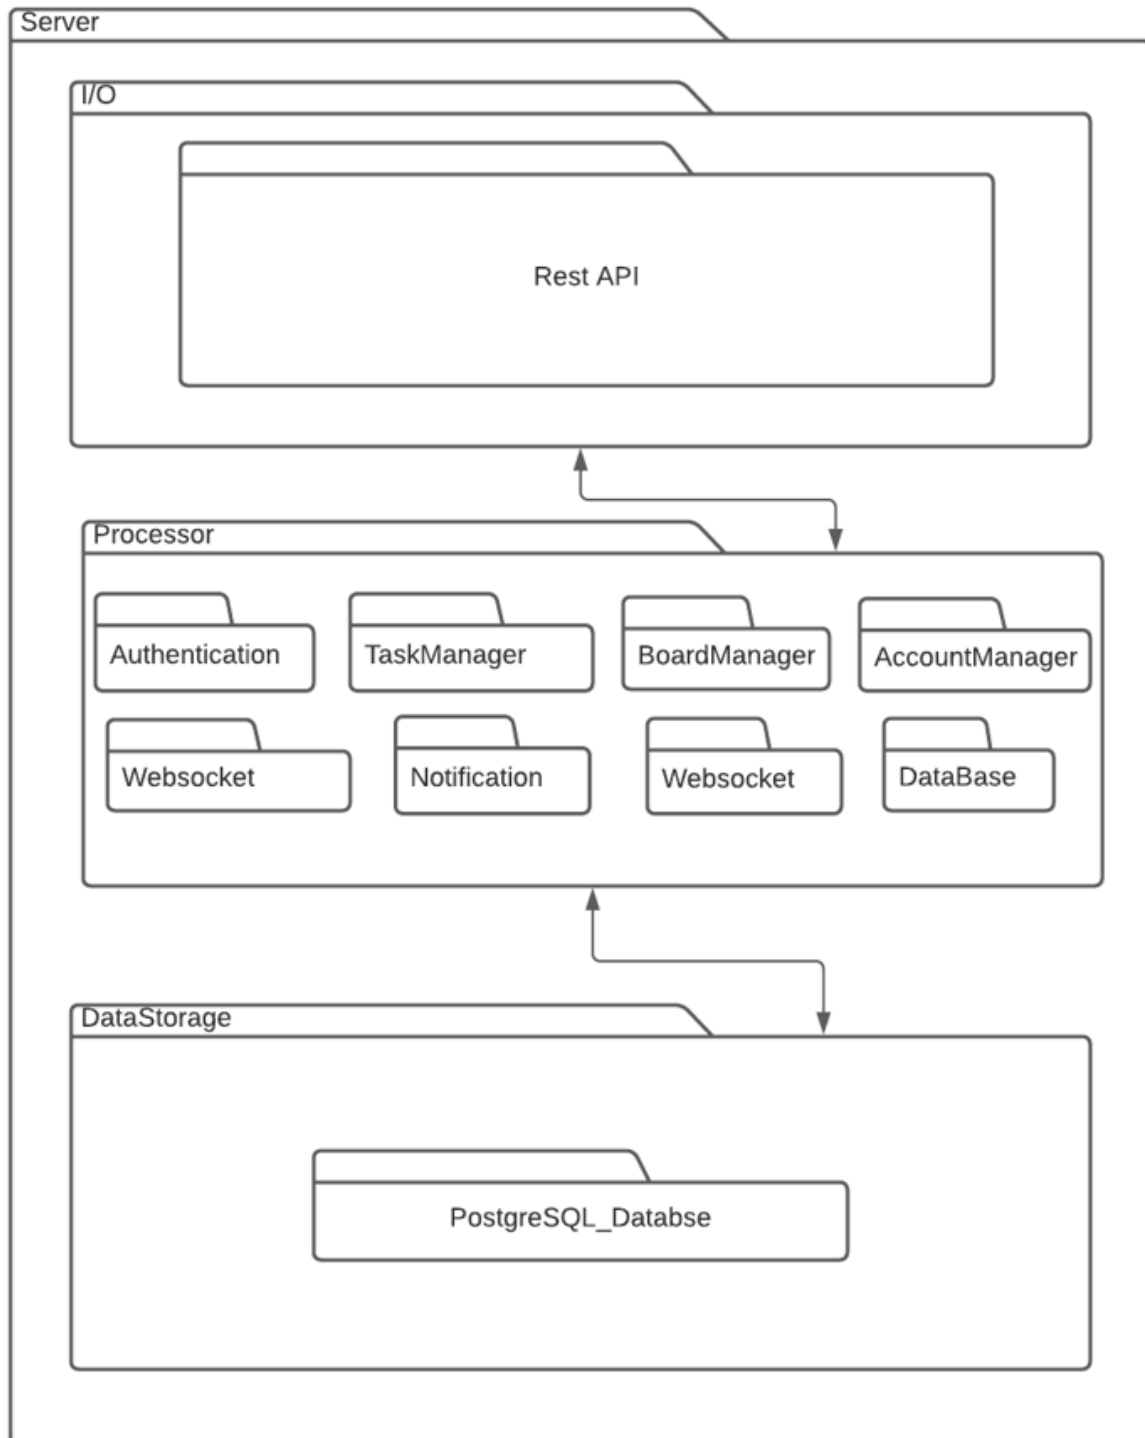 Server
I/O
Rest API
Processor
Authentication
TaskManager
BoardManager
AccountManager
Websocket
Notification
Websocket
DataBase
DataStorage
PostgreSQL_Databse